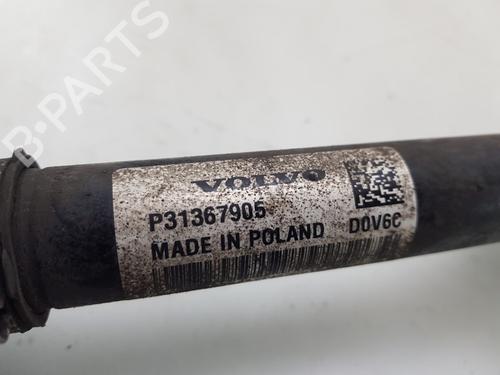 B-PARTS
VOLVO
P31367905
MADE IN POLAND
D0V6C